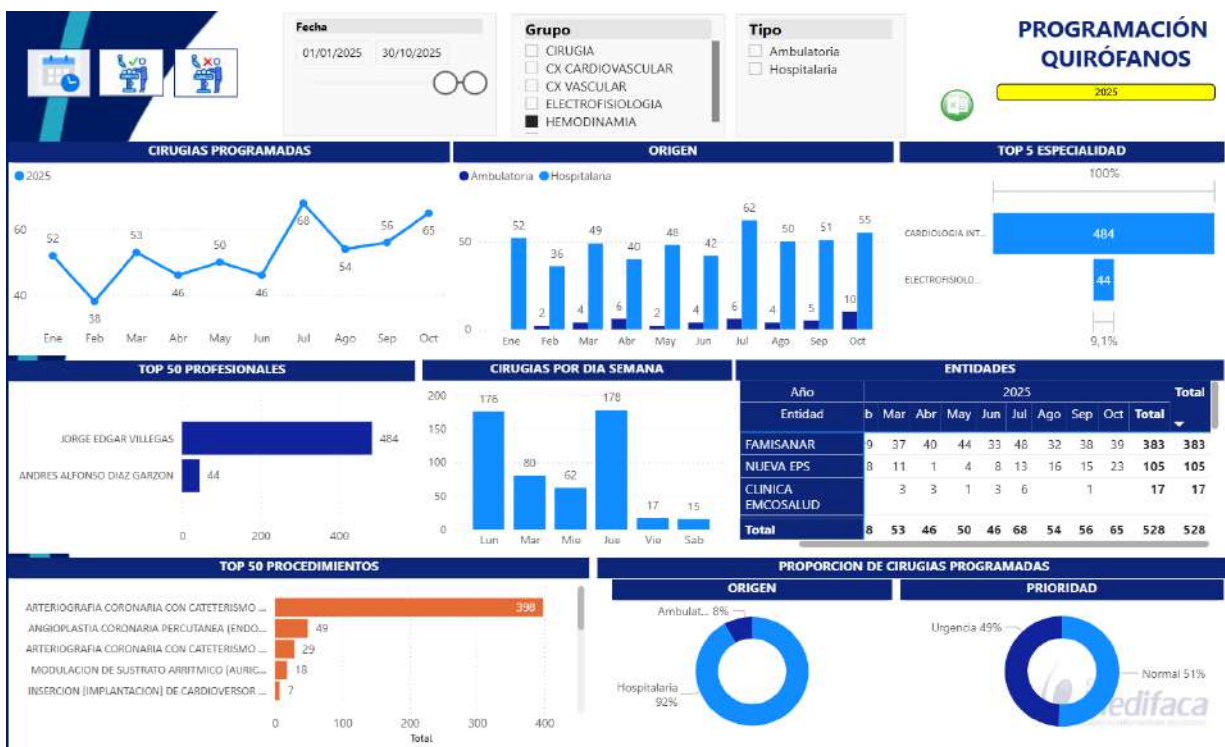 Fecha
01/01/2025 30/10/2025
Grupo
CIRUGIA
CX CARDIOVASCULAR
CX VASCULAR
ELECTROFISIOLOGIA
HEMODINAMIA
Tipo
Ambulatoria
Hospitalaria
PROGRAMACIÓN
QUIRÓFANOS
2025
CIRUGIAS PROGRAMADAS
2025
60
40
52
38
53
46
50
46
68
54
56
65
Ene Feb Mar Abr May Jun Jul Ago Sep Oct
ORIGEN
Ambulatoria Hospitalaria
50
0
52
2 36
4 49
6 40
2 48
4 42
6 62
4 50
5 51
10 55
Ene Feb Mar Abr May Jun Jul Ago Sep Oct
TOP 5 ESPECIALIDAD
100%
CARDIOLOGIA INT... 484
ELECTROFISIOLO... 44
9,1%
TOP 50 PROFESIONALES
JORGE EDGAR VILLEGAS 484
ANDRES ALFONSO DIAZ GARZON 44
0 200 400
CIRUGIAS POR DIA SEMANA
200
150
100
50
0
176 80 62 178 17 15
Lun Mar Mie Jue Vie Sab
ENTIDADES
Año 2025 Total
Entidad b Mar Abr May Jun Jul Ago Sep Oct Total
FAMISANAR 9 37 40 44 33 48 32 38 39 383 383
NUEVA EPS 8 11 1 4 8 13 16 15 23 105 105
CLINICA 3 3 1 3 6 1 17 17
EMCOSALUD
Total 8 53 46 50 46 68 54 56 65 528 528
TOP 50 PROCEDIMIENTOS
ARTERIOGRAFIA CORONARIA CON CATETERISMO ... 398
ANGIOPLASTIA CORONARIA PERCUTANEA (ENDO... 49
ARTERIOGRAFIA CORONARIA CON CATETERISMO ... 29
MODULACION DE SUSTRATO ARRITMICO [AURIC... 18
INSERCION [IMPLANTACION] DE CARDIOVERSOR ... 7
0 100 200 300 400
Total
PROPORCION DE CIRUGIAS PROGRAMADAS
ORIGEN
Ambulat... 8%
Hospitalaria
92%
PRIORIDAD
Urgencia 49%
Normal 51%
edifaca